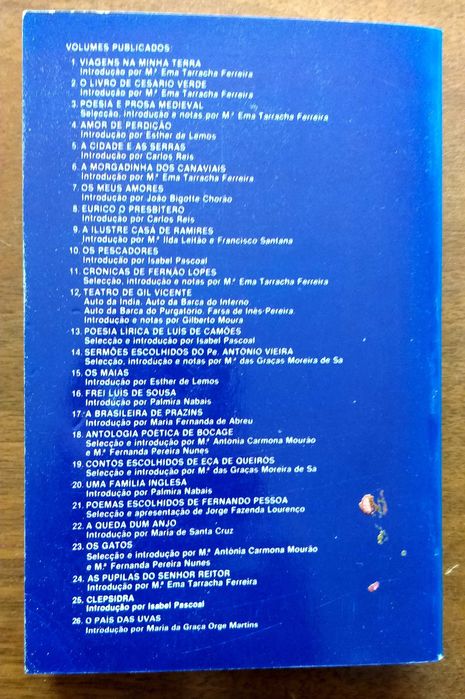 VOLUMES PUBLICADOS:
1. VIAGENS NA MINHA TERRA
Introdução por M.ª Ema Tarracha Ferreira
2. O LIVRO DE CESÁRIO VERDE
Introdução por M.ª Ema Tarracha Ferreira
3. POESIA E PROSA MEDIEVAL
Selecção, introdução e notas por M.ª Ema Tarracha Ferreira
4. AMOR DE PERDIÇÃO
Introdução por Esther de Lemos
5. A CIDADE E AS SERRAS
Introdução por Carlos Reis
6. A MORGADINHA DOS CANAVIAIS
Introdução por M.ª Ema Tarracha Ferreira
7. OS MEUS AMORES
Introdução por João Bigotte Chorão
8. EURICO O PRESBÍTERO
Introdução por Carlos Reis
9. A ILUSTRE CASA DE RAMIRES
Introdução por M.ª Ilda Leitão e Francisco Santana
10. OS PESCADORES
Introdução por Isabel Pascoal
11. CRÓNICAS DE FERNÃO LOPES
Selecção, introdução e notas por M.ª Ema Tarracha Ferreira
12. TEATRO DE GIL VICENTE
Auto da Índia. Auto da Barca do Inferno.
Auto da Barca do Purgatório. Farsa de Inês Pereira.
Introdução e notas por Gilberto Moura
13. POESIA LÍRICA DE LUÍS DE CAMÕES
Selecção e introdução por Isabel Pascoal
14. SERMÕES ESCOLHIDOS DO Pe. ANTÓNIO VIEIRA
Selecção, introdução e notas por M.ª das Graças Moreira de Sá
15. OS MAIAS
Introdução por Esther de Lemos
16. FREI LUÍS DE SOUSA
Introdução por Palmira Nabais
17. A BRASILEIRA DE PRAZINS
Introdução por Maria Fernanda de Abreu
18. ANTOLOGIA POÉTICA DE BOCAGE
Selecção e introdução por M.ª Antónia Carmona Mourão
e M.ª Fernanda Pereira Nunes
19. CONTOS ESCOLHIDOS DE EÇA DE QUEIRÓS
Selecção e introdução por M.ª das Graças Moreira de Sá
20. UMA FAMÍLIA INGLESA
Introdução por Palmira Nabais
21. POEMAS ESCOLHIDOS DE FERNANDO PESSOA
Selecção e apresentação de Jorge Fazenda Lourenço
22. A QUEDA DUM ANJO
Introdução por Maria de Santa Cruz
23. OS GATOS
Selecção e introdução por M.ª Antónia Carmona Mourão
e M.ª Fernanda Pereira Nunes
24. AS PUPILAS DO SENHOR REITOR
Introdução por M.ª Ema Tarracha Ferreira
25. CLEPSIDRA
Introdução por Isabel Pascoal
26. O PAÍS DAS UVAS
Introdução por Maria da Graça Orge Martins